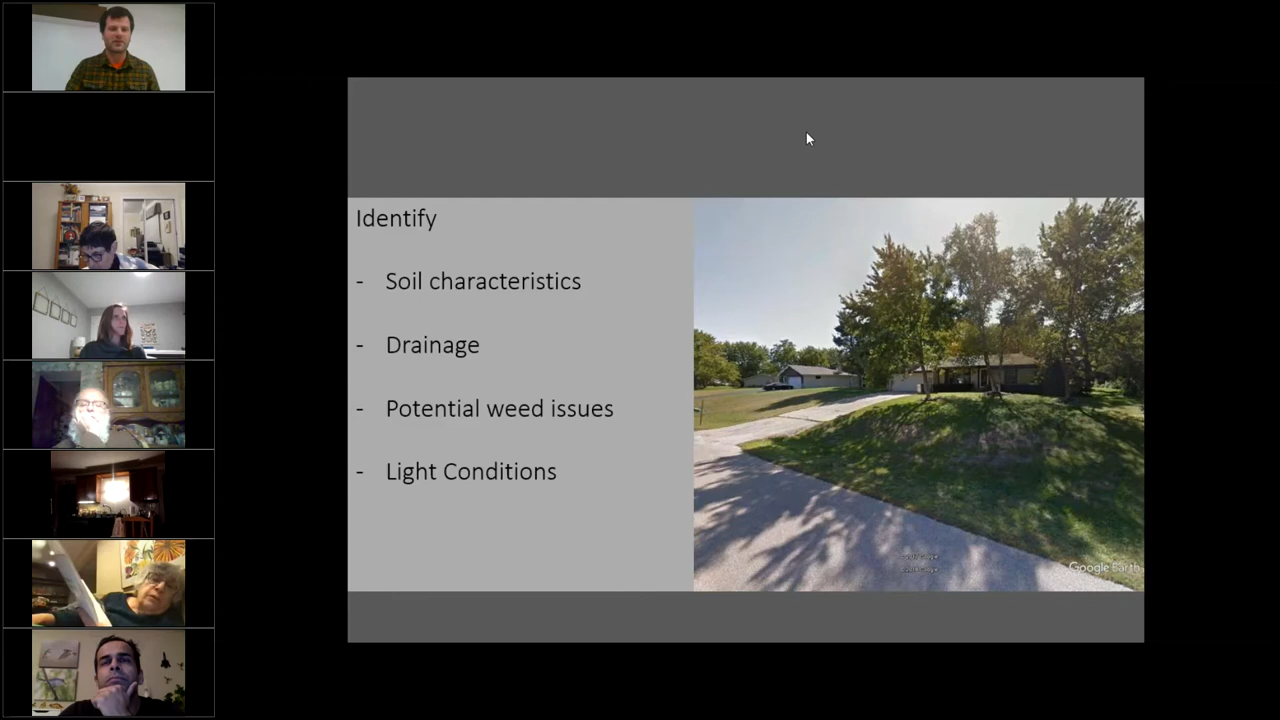 Identify
- Soil characteristics
- Drainage
- Potential weed issues
- Light Conditions
Google Earth